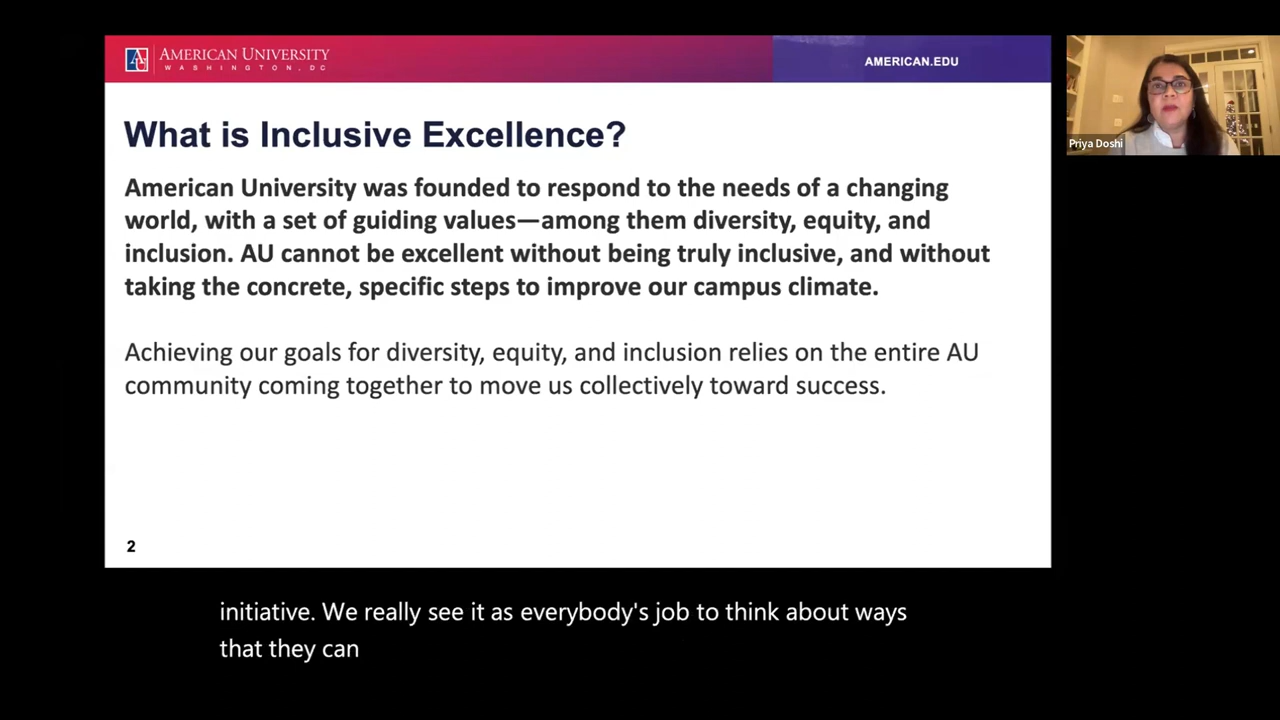 AMERICAN UNIVERSITY
WASHINGTON, DC
AMERICAN.EDU
Priya Doshi
What is Inclusive Excellence?
American University was founded to respond to the needs of a changing
world, with a set of guiding values—among them diversity, equity, and
inclusion. AU cannot be excellent without being truly inclusive, and without
taking the concrete, specific steps to improve our campus climate.
Achieving our goals for diversity, equity, and inclusion relies on the entire AU
community coming together to move us collectively toward success.
2
initiative. We really see it as everybody's job to think about ways
that they can